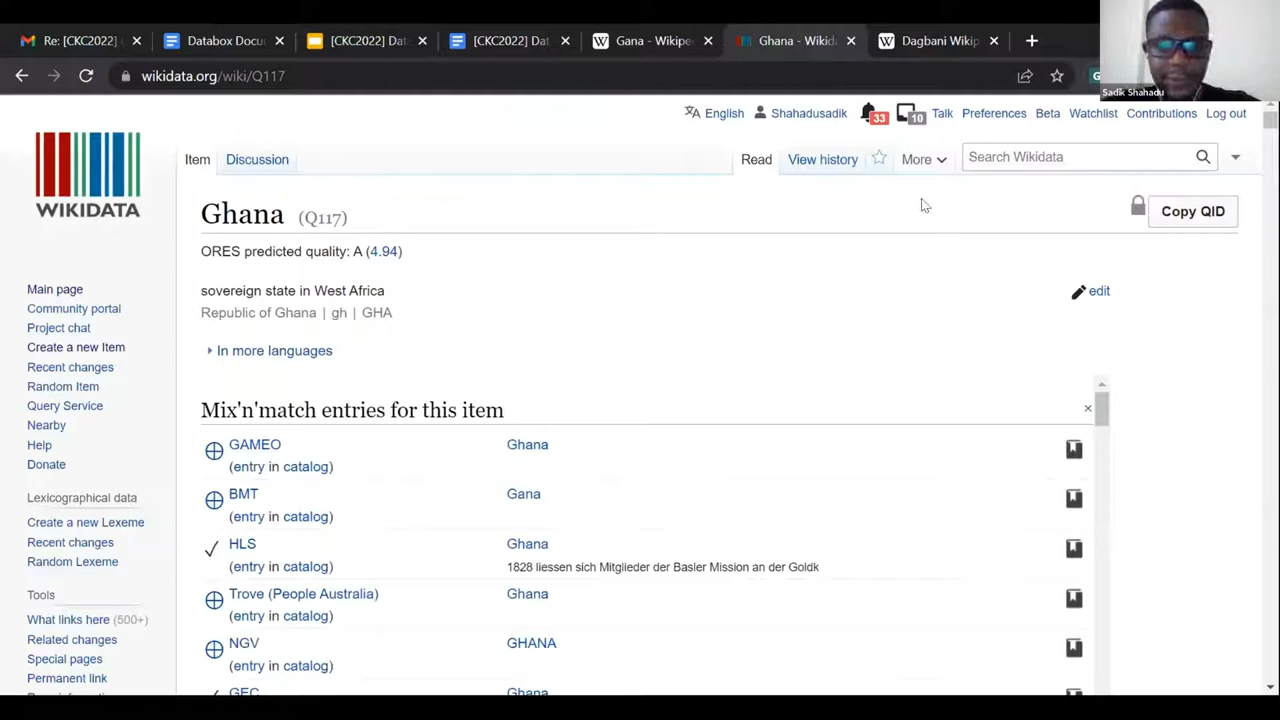 Re: [CKC2022]
Databox Docu
[CKC2022] Dat
[CKC2022] Dat
Gana - Wikipe
Ghana - Wikid
Dagbani Wikip
wikidata.org/wiki/Q117
Sadik Shahadu
English
Shahadusadik
33
10
Talk
Preferences
Beta
Watchlist
Contributions
Log out
WIKIDATA
Item
Discussion
Read
View history
More
Search Wikidata
Ghana (Q117)
Copy QID
ORES predicted quality: A (4.94)
sovereign state in West Africa
edit
Republic of Ghana | gh | GHA
In more languages
Main page
Community portal
Project chat
Create a new Item
Recent changes
Random Item
Query Service
Nearby
Help
Donate
Lexicographical data
Create a new Lexeme
Recent changes
Random Lexeme
Tools
What links here (500+)
Related changes
Special pages
Permanent link
Mix'n'match entries for this item
GAMEO Ghana
(entry in catalog)
BMT Gana
(entry in catalog)
HLS Ghana
(entry in catalog) 1828 liessen sich Mitglieder der Basler Mission an der Goldk
Trove (People Australia) Ghana
(entry in catalog)
NGV GHANA
(entry in catalog)
GEC Ghana